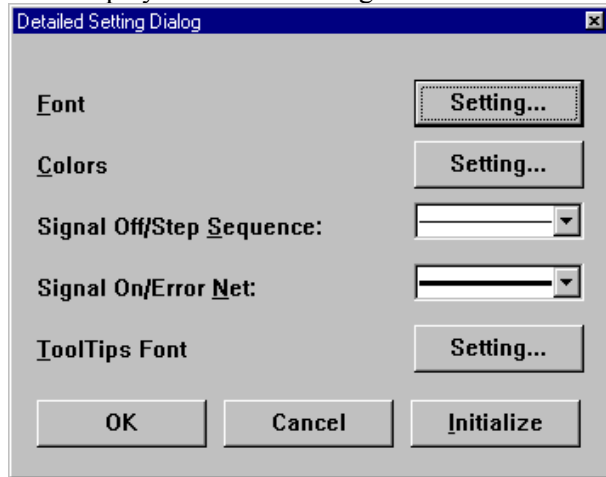 Detailed Setting Dialog
Font Setting...
Colors Setting...
Signal Off/Step Sequence:
Signal On/Error Net:
ToolTips Font Setting...
OK Cancel Initialize